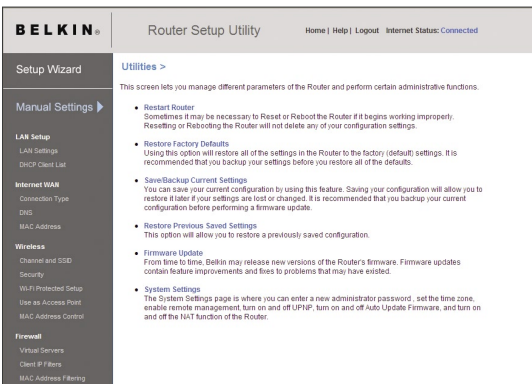 BELKIN®
Router Setup Utility
Home | Help | Logout Internet Status: Connected
Setup Wizard
Manual Settings
LAN Setup
LAN Settings
DHCP Client List
Internet WAN
Connection Type
DNS
MAC Address
Wireless
Channel and SSID
Security
Wi-Fi Protected Setup
Use as Access Point
MAC Address Control
Firewall
Virtual Servers
Client IP Filters
MAC Address Filtering
Utilities >
This screen lets you manage different parameters of the Router and perform certain administrative functions.
• Restart Router
Sometimes it may be necessary to Reset or Reboot the Router if it begins working improperly.
Resetting or Rebooting the Router will not delete any of your configuration settings.
• Restore Factory Defaults
Using this option will restore all of the settings in the Router to the factory (default) settings. It is
recommended that you backup your settings before you restore all of the defaults.
• Save/Backup Current Settings
You can save your current configuration by using this feature. Saving your configuration will allow you to
restore it later if your settings are lost or changed. It is recommended that you backup your current
configuration before performing a firmware update.
• Restore Previous Saved Settings
This option will allow you to restore a previously saved configuration.
• Firmware Update
From time to time, Belkin may release new versions of the Router's firmware. Firmware updates
contain feature improvements and fixes to problems that may have existed.
• System Settings
The System Settings page is where you can enter a new administrator password , set the time zone,
enable remote management, turn on and off UPNP, turn on and off Auto Update Firmware, and turn on
and off the NAT function of the Router.